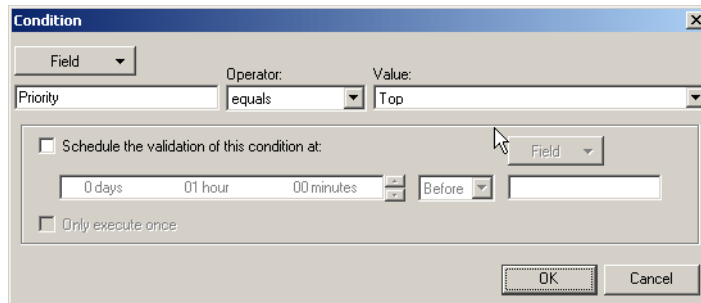 Condition
Field
Operator:
Value:
Priority
equals
Top
Schedule the validation of this condition at:
Field
0 days 01 hour 00 minutes
Before
Only execute once
OK
Cancel